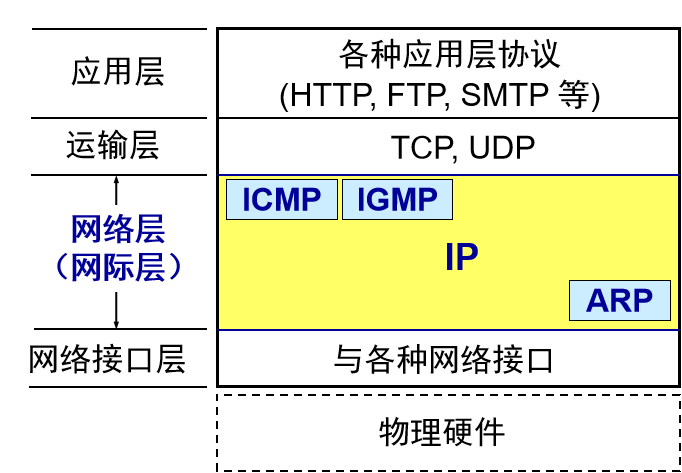 应用层
各种应用层协议
(HTTP, FTP, SMTP 等)
运输层
TCP, UDP
网络层
（网际层）
ICMP
IGMP
IP
ARP
网络接口层
与各种网络接口
物理硬件